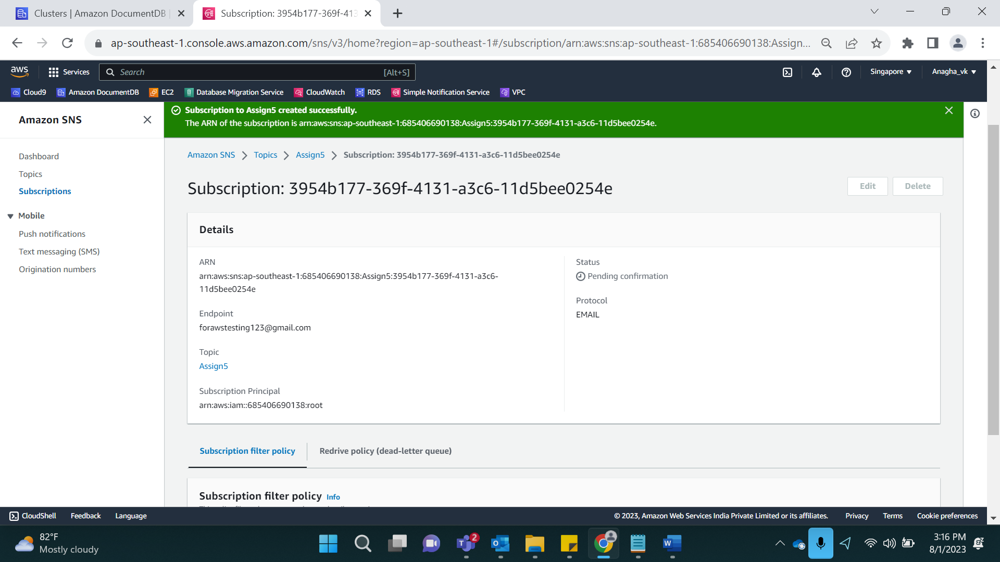 Clusters | Amazon DocumentDB
Subscription: 3954b177-369f-413
ap-southeast-1.console.aws.amazon.com/sns/v3/home?region=ap-southeast-1#/subscription/arn:aws:sns:ap-southeast-1:685406690138:Assign...
aws
Services
Search
[Alt+S]
Singapore
Anagha_vk
Cloud9
Amazon DocumentDB
EC2
Database Migration Service
CloudWatch
RDS
Simple Notification Service
VPC
Amazon SNS
Dashboard
Topics
Subscriptions
Mobile
Push notifications
Text messaging (SMS)
Origination numbers
Subscription to Assign5 created successfully.
The ARN of the subscription is arn:aws:sns:ap-southeast-1:685406690138:Assign5:3954b177-369f-4131-a3c6-11d5bee0254e.
Amazon SNS
Topics
Assign5
Subscription: 3954b177-369f-4131-a3c6-11d5bee0254e
Subscription: 3954b177-369f-4131-a3c6-11d5bee0254e
Edit
Delete
Details
ARN
arn:aws:sns:ap-southeast-1:685406690138:Assign5:3954b177-369f-4131-a3c6-
11d5bee0254e
Endpoint
forawstesting123@gmail.com
Topic
Assign5
Subscription Principal
arn:aws:iam::685406690138:root
Status
Pending confirmation
Protocol
EMAIL
Subscription filter policy
Redrive policy (dead-letter queue)
Subscription filter policy Info
CloudShell
Feedback
Language
© 2023, Amazon Web Services India Private Limited or its affiliates.
Privacy
Terms
Cookie preferences
82°F
Mostly cloudy
2
3:16 PM
8/1/2023